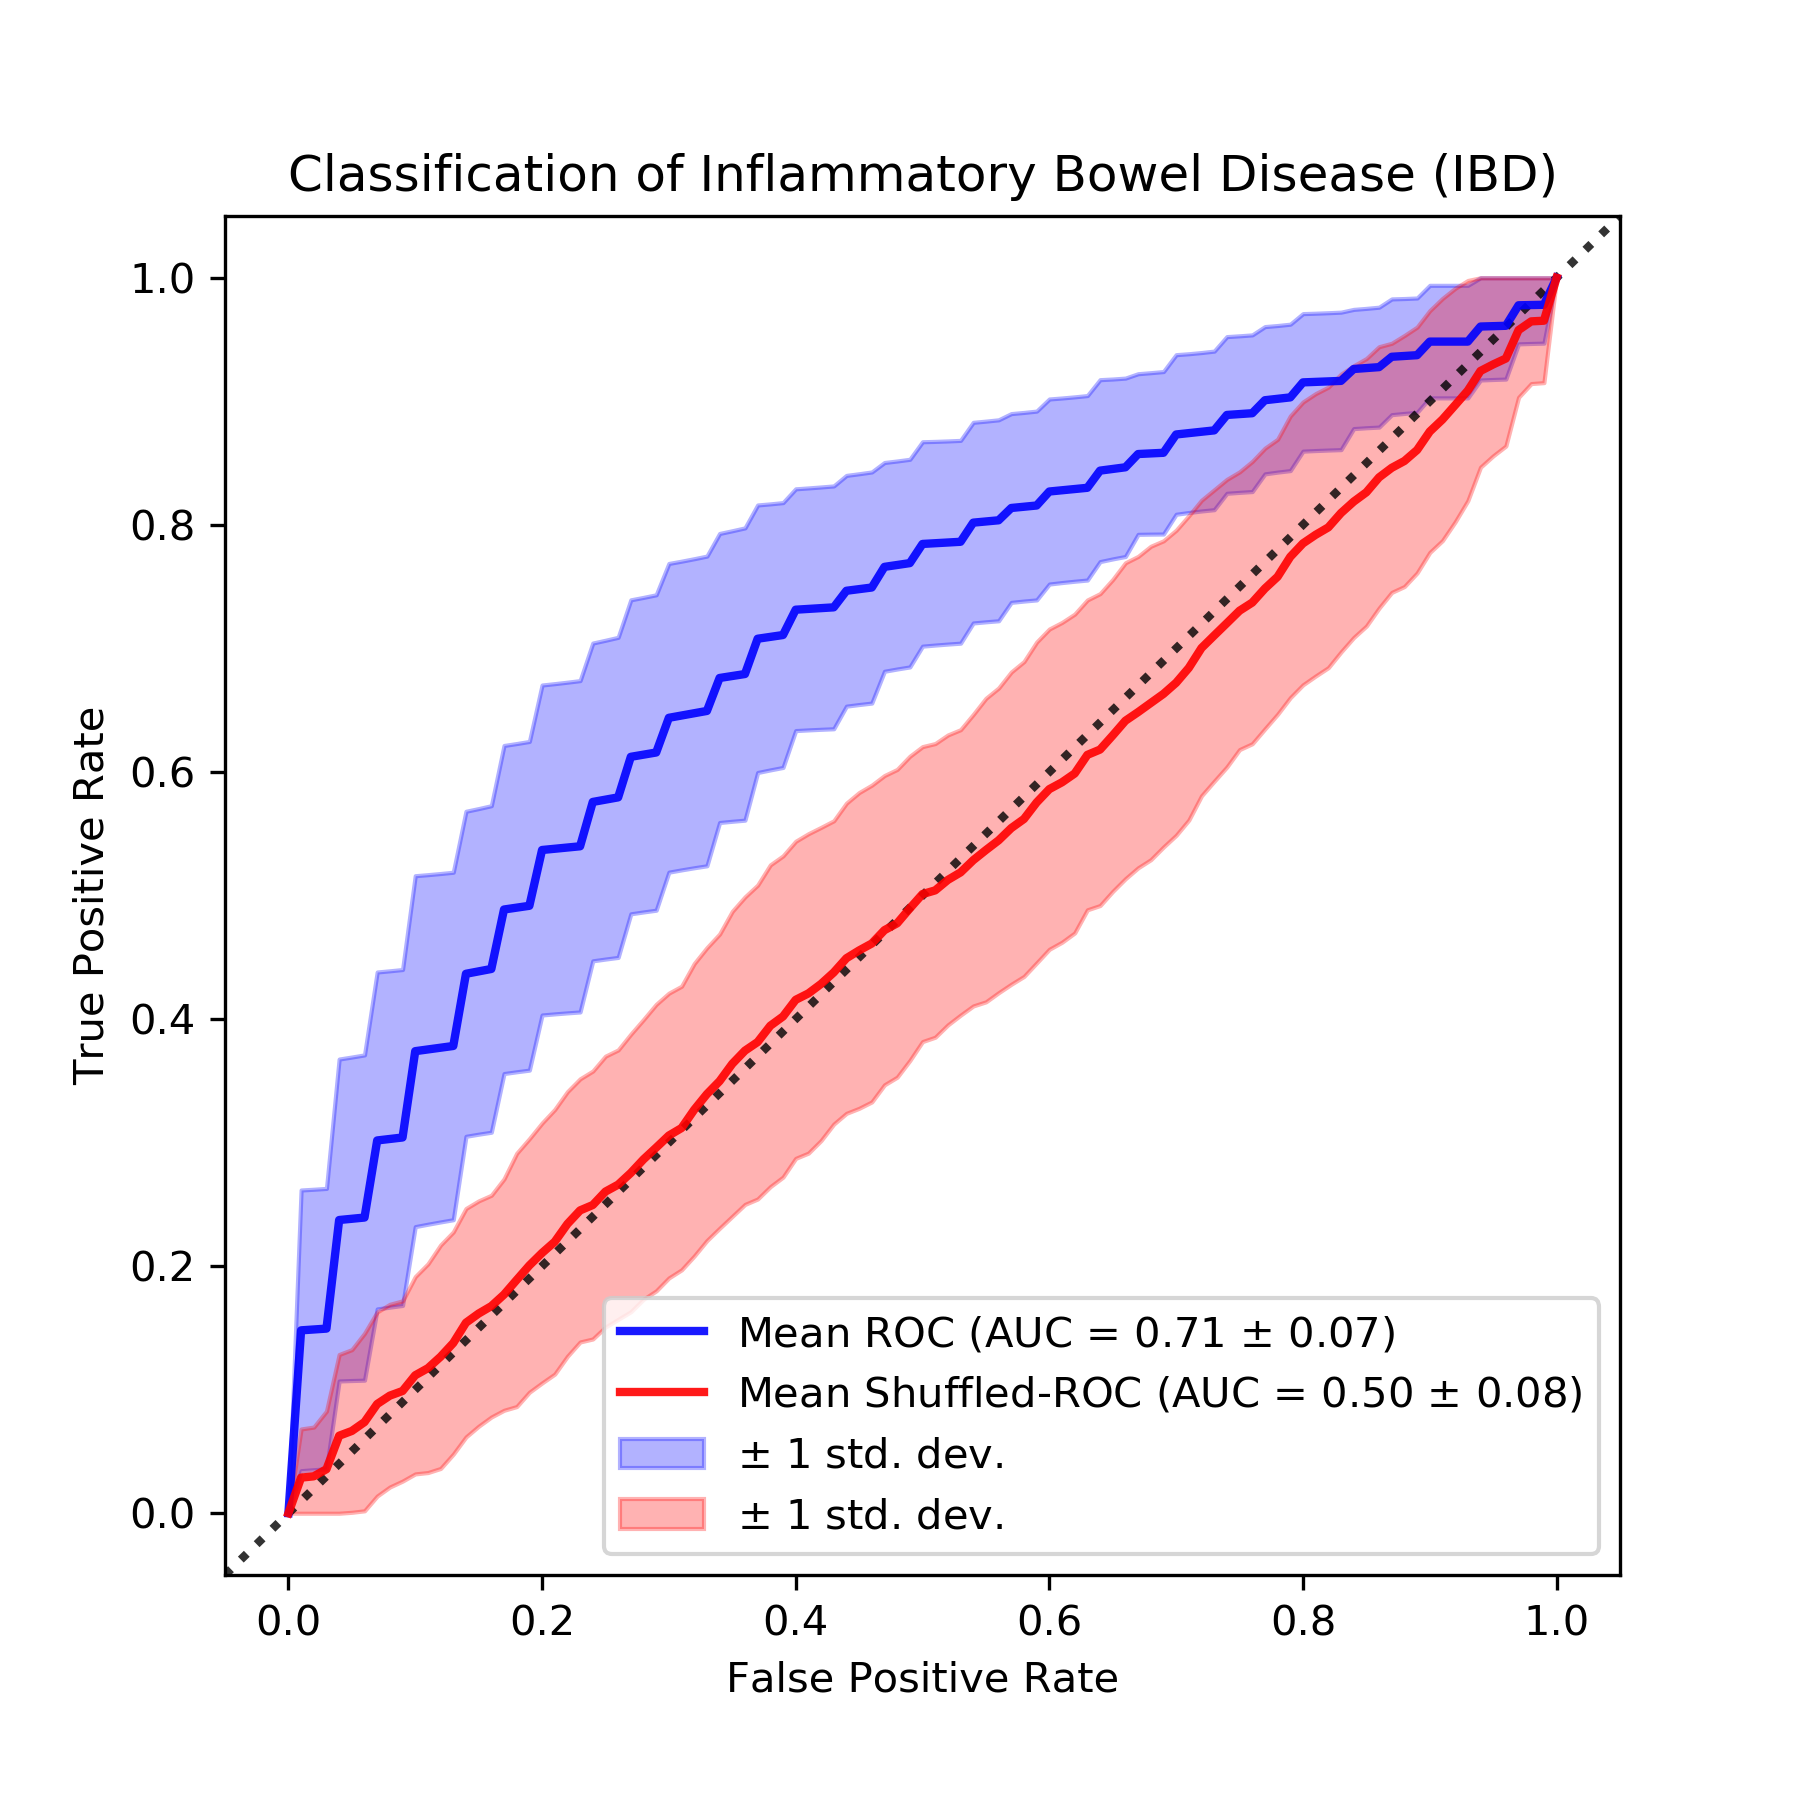 Classification of Inflammatory Bowel Disease (IBD)
True Positive Rate
1.0
0.8
0.6
0.4
0.2
0.0
Mean ROC (AUC = 0.71 ± 0.07)
Mean Shuffled-ROC (AUC = 0.50 ± 0.08)
± 1 std. dev.
± 1 std. dev.
0.0 0.2 0.4 0.6 0.8 1.0
False Positive Rate